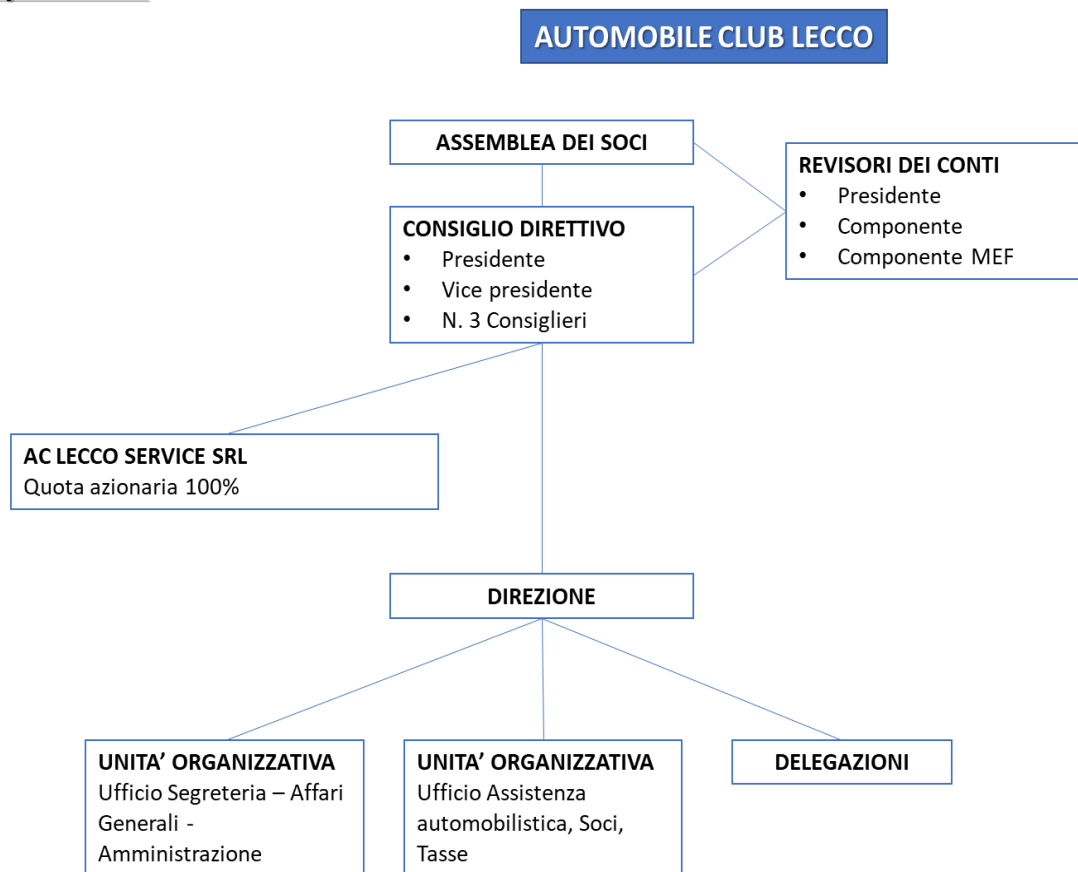 AUTOMOBILE CLUB LECCO
ASSEMBLEA DEI SOCI
REVISORI DEI CONTI
• Presidente
• Componente
• Componente MEF
CONSIGLIO DIRETTIVO
• Presidente
• Vice presidente
• N. 3 Consiglieri
AC LECCO SERVICE SRL
Quota azionaria 100%
DIREZIONE
UNITA’ ORGANIZZATIVA
Ufficio Segreteria – Affari
Generali -
Amministrazione
UNITA’ ORGANIZZATIVA
Ufficio Assistenza
automobilistica, Soci,
Tasse
DELEGAZIONI